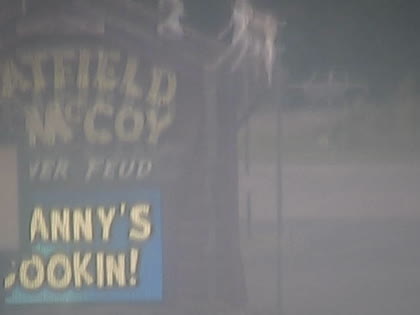 ATFIELD
McCOY
VER FEUD
ANNY'S
OOKIN!